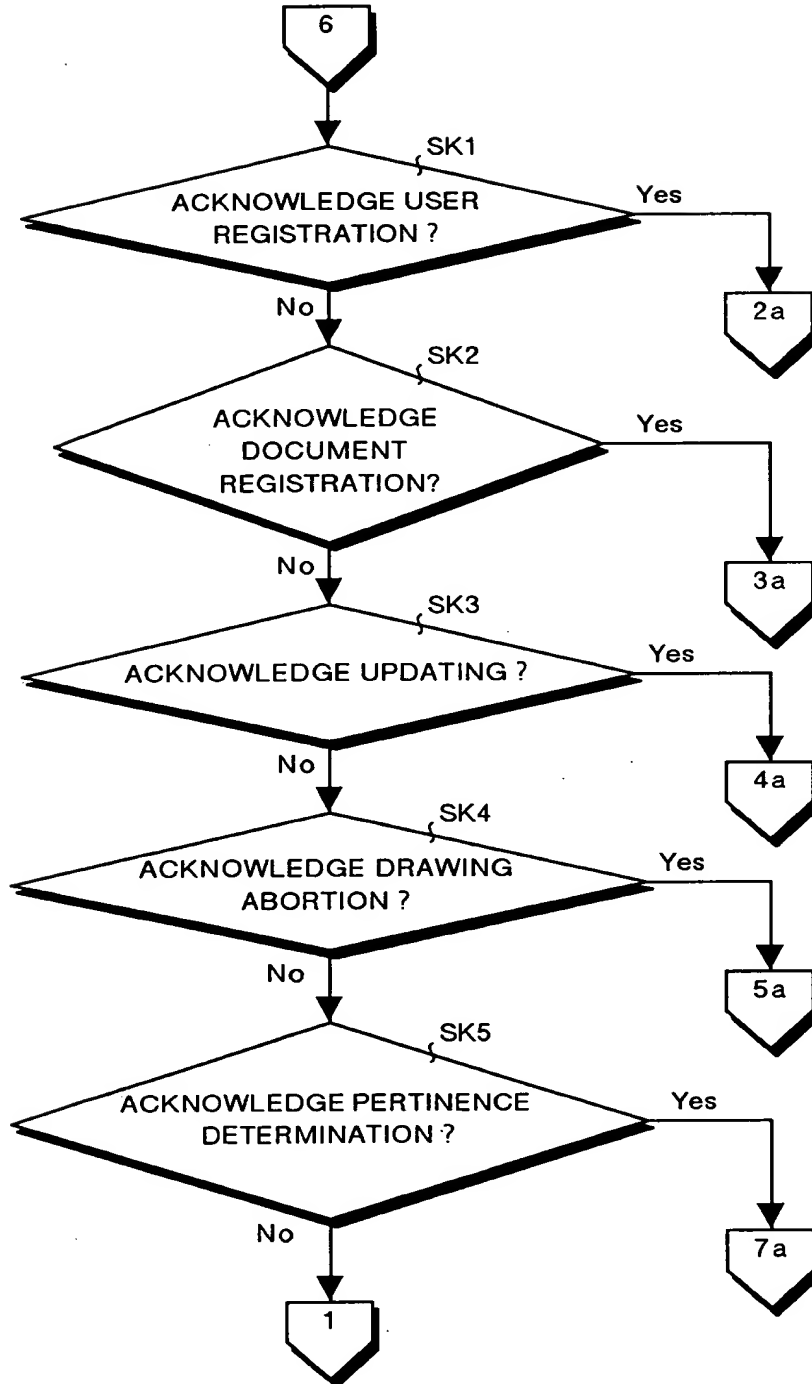 6
SK1
ACKNOWLEDGE USER
REGISTRATION ?
Yes
2a
No
SK2
ACKNOWLEDGE
DOCUMENT
REGISTRATION?
Yes
3a
No
SK3
ACKNOWLEDGE UPDATING ?
Yes
4a
No
SK4
ACKNOWLEDGE DRAWING
ABORTION ?
Yes
5a
No
SK5
ACKNOWLEDGE PERTINENCE
DETERMINATION ?
Yes
7a
No
1